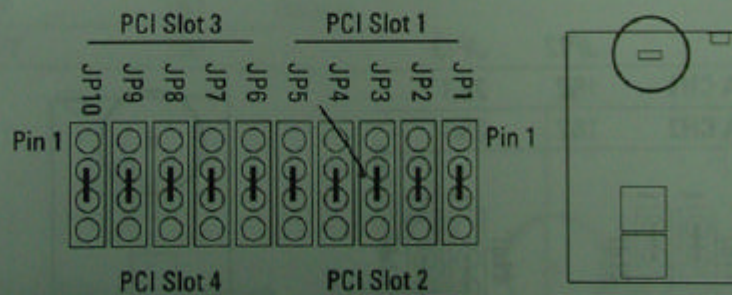 PCI Slot 3 PCI Slot 1
JP10 JP9 JP8 JP7 JP6 JP5 JP4 JP3 JP2 JP1
Pin 1 Pin 1
PCI Slot 4 PCI Slot 2